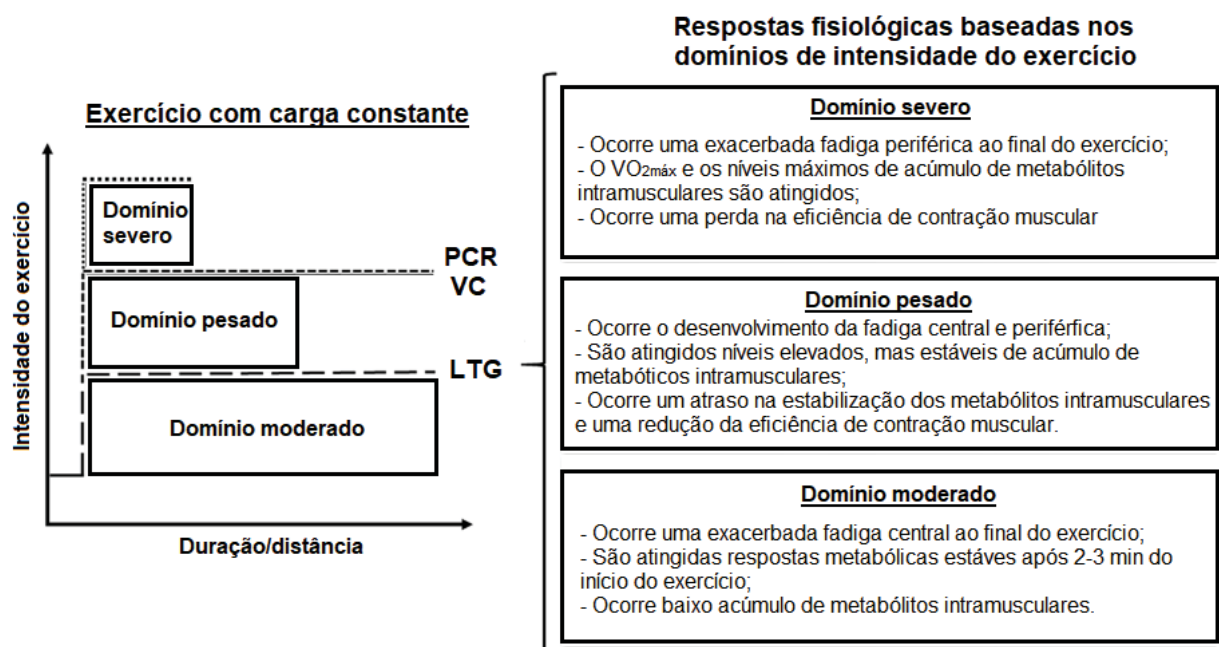 Respostas fisiológicas baseadas nos
domínios de intensidade do exercício
Exercício com carga constante
Intensidade do exercício
Domínio
severo
PCR
VC
Domínio pesado
LTG
Domínio moderado
Duração/distância
Domínio severo
- Ocorre uma exacerbada fadiga periférica ao final do exercício;
- O VO2máx e os níveis máximos de acúmulo de metabólitos
intramusculares são atingidos;
- Ocorre uma perda na eficiência de contração muscular
Domínio pesado
- Ocorre o desenvolvimento da fadiga central e periférfica;
- São atingidos níveis elevados, mas estáveis de acúmulo de
metabóticos intramusculares;
- Ocorre um atraso na estabilização dos metabólitos intramusculares
e uma redução da eficiência de contração muscular.
Domínio moderado
- Ocorre uma exacerbada fadiga central ao final do exercício;
- São atingidas respostas metabólicas estáves após 2-3 min do
início do exercício;
- Ocorre baixo acúmulo de metabólitos intramusculares.